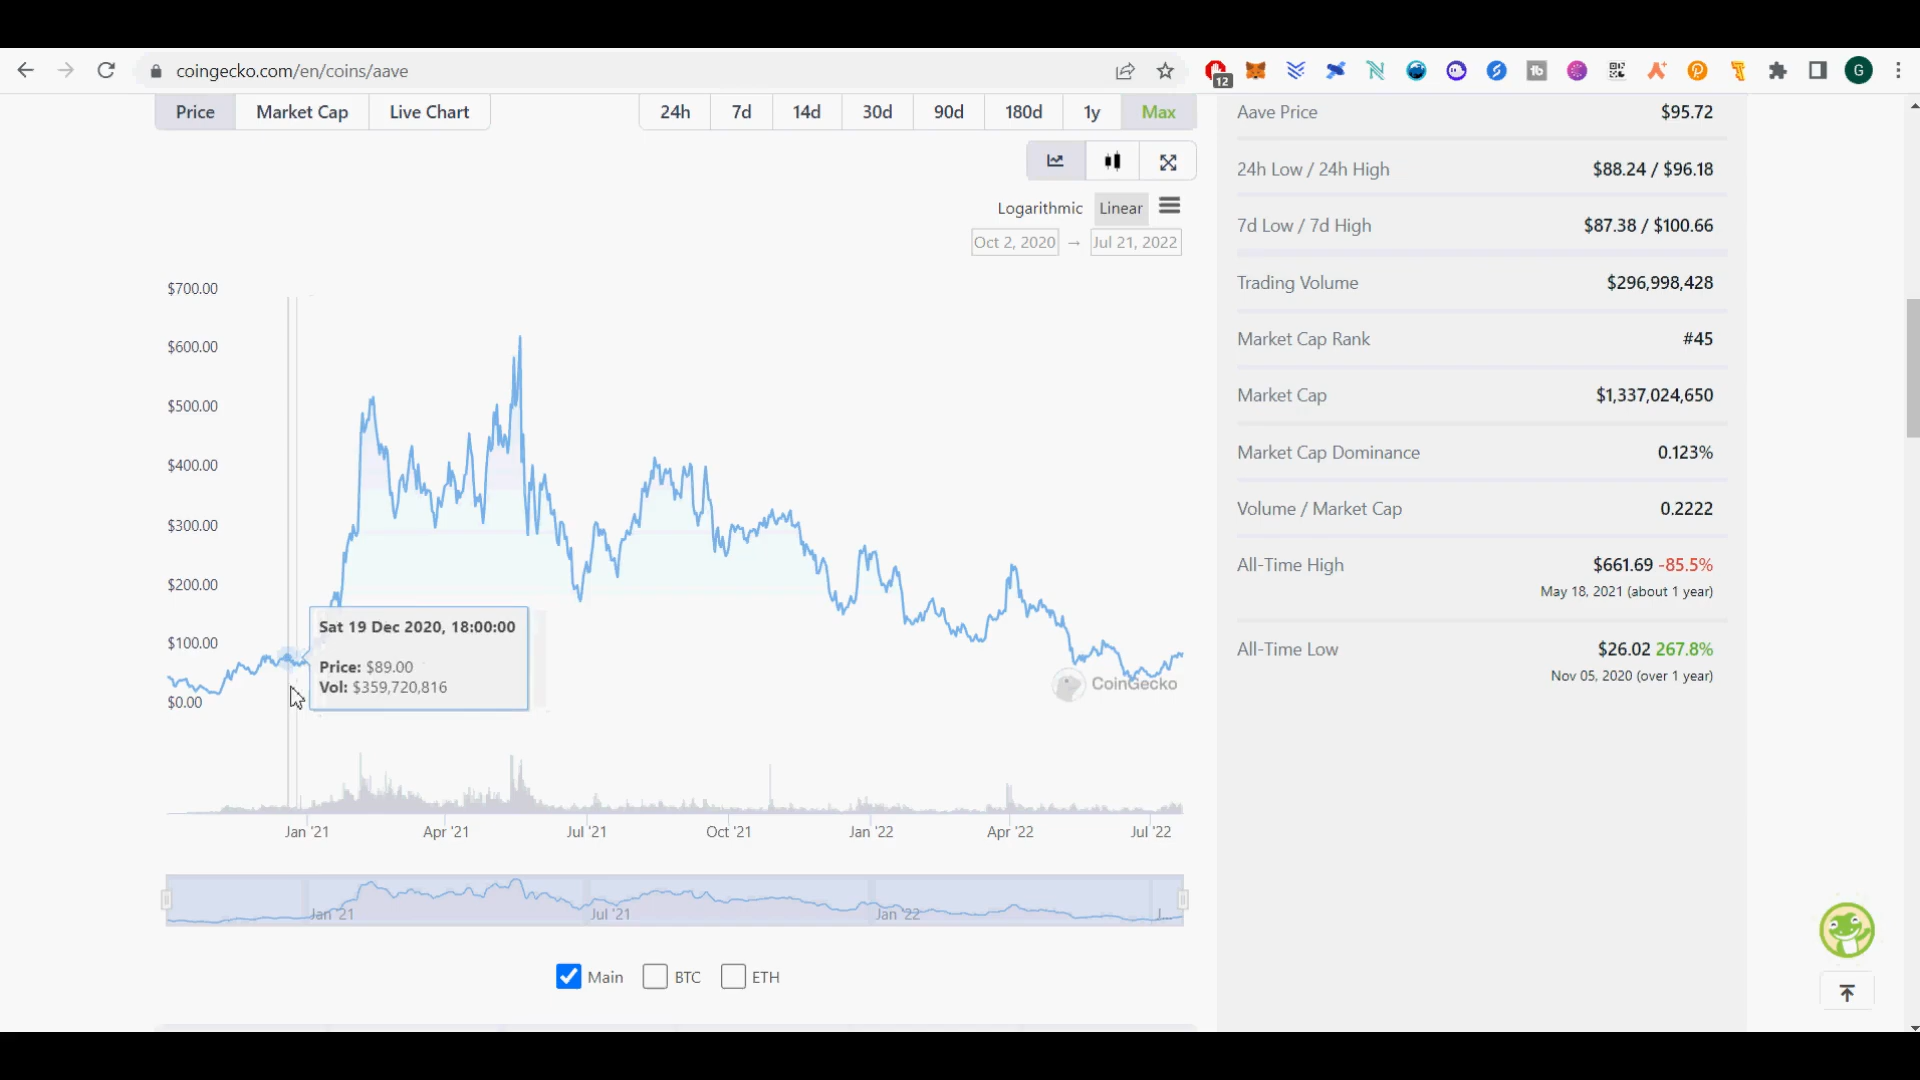 coingecko.com/en/coins/aave
12
G
Price Market Cap Live Chart
24h 7d 14d 30d 90d 180d 1y Max
Logarithmic Linear
Oct 2, 2020 → Jul 21, 2022
$700.00
$600.00
$500.00
$400.00
$300.00
$200.00
$100.00
$0.00
Sat 19 Dec 2020, 18:00:00
Price: $89.00
Vol: $359,720,816
CoinGecko
Jan '21 Apr '21 Jul '21 Oct '21 Jan '22 Apr '22 Jul '22
Jan '21 Jul '21 Jan '22 J…
Main BTC ETH
Aave Price $95.72
24h Low / 24h High $88.24 / $96.18
7d Low / 7d High $87.38 / $100.66
Trading Volume $296,998,428
Market Cap Rank #45
Market Cap $1,337,024,650
Market Cap Dominance 0.123%
Volume / Market Cap 0.2222
All-Time High $661.69 -85.5%
May 18, 2021 (about 1 year)
All-Time Low $26.02 267.8%
Nov 05, 2020 (over 1 year)